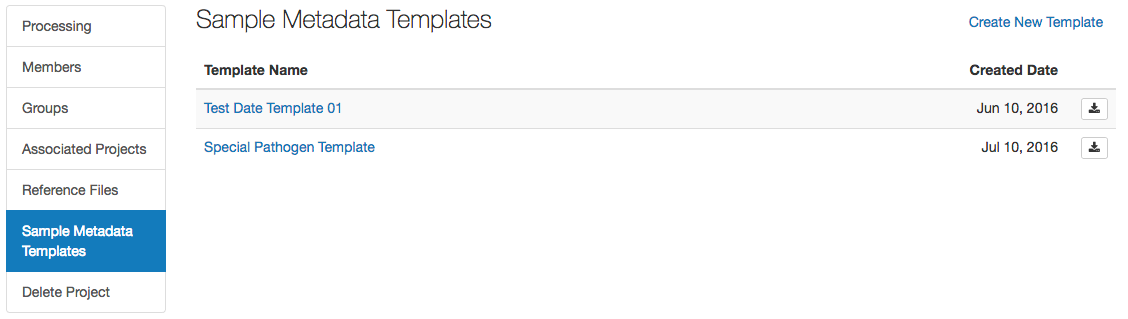 Processing
Members
Groups
Associated Projects
Reference Files
Sample Metadata
Templates
Delete Project
Sample Metadata Templates
Create New Template
Template Name Created Date
Test Date Template 01 Jun 10, 2016
Special Pathogen Template Jul 10, 2016